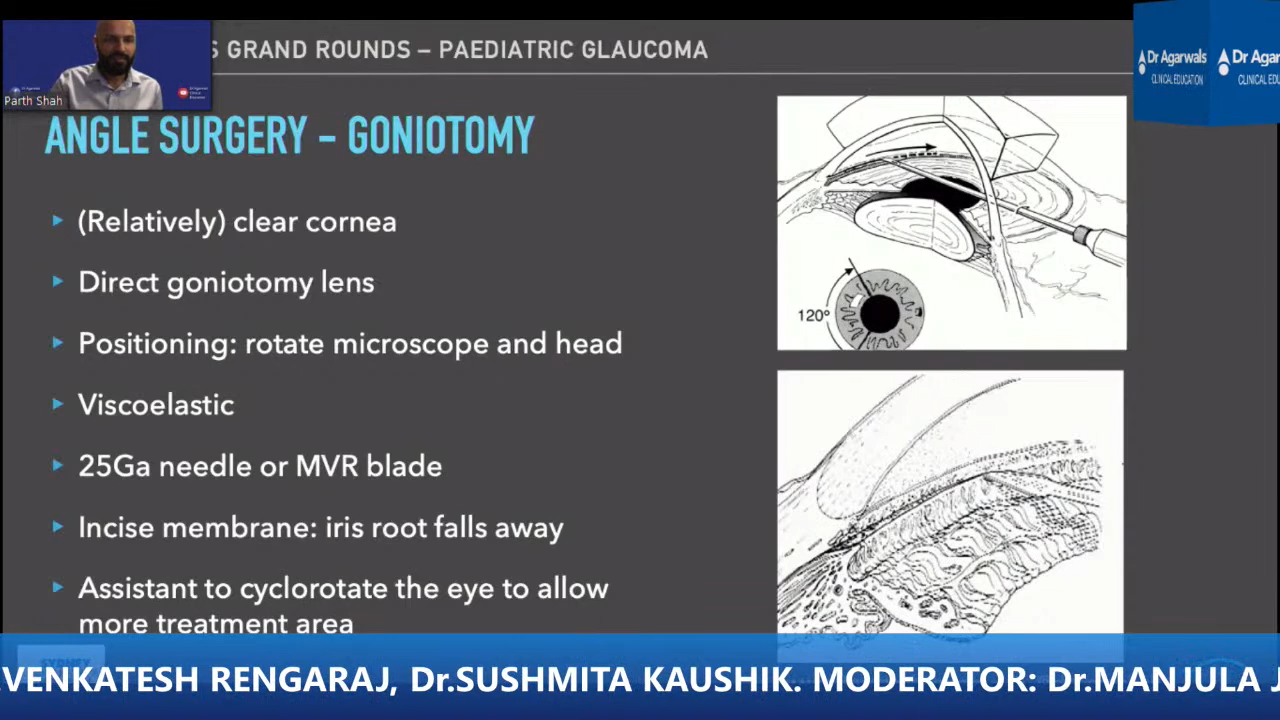 S GRAND ROUNDS – PAEDIATRIC GLAUCOMA
Parth Shah
Dr Agarwals
CLINICAL EDUCATION
Dr Agar
CLINICAL EDU
ANGLE SURGERY – GONIOTOMY
(Relatively) clear cornea
Direct goniotomy lens
Positioning: rotate microscope and head
Viscoelastic
25Ga needle or MVR blade
Incise membrane: iris root falls away
Assistant to cyclorotate the eye to allow
more treatment area
120°
SYDNEY
.VENKATESH RENGARAJ, Dr.SUSHMITA KAUSHIK. MODERATOR: Dr.MANJULA J